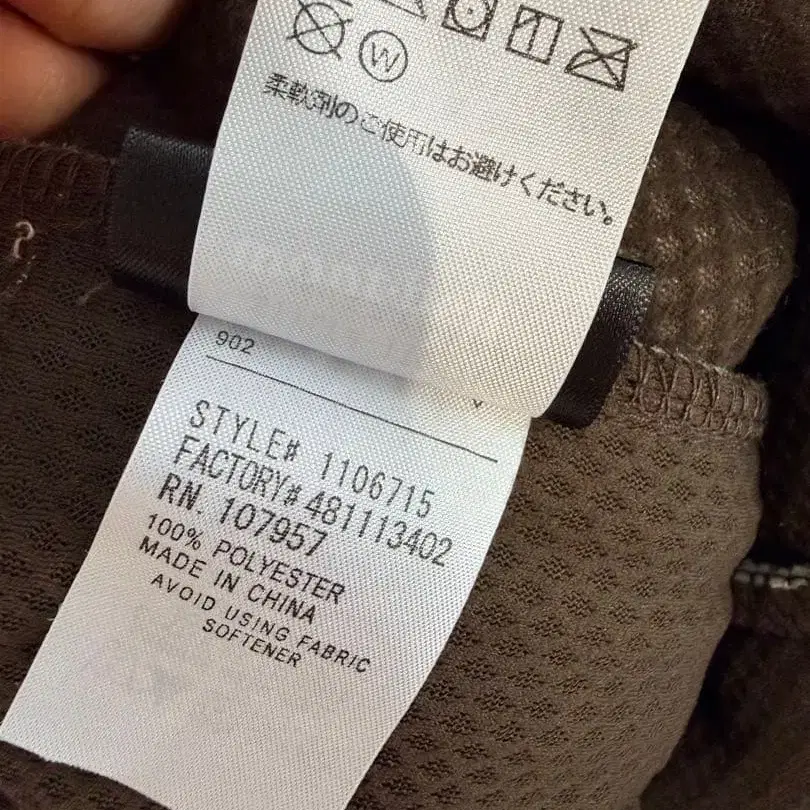 W
柔軟剤のご使用はお避けください。
902
STYLE# 1106715
FACTORY# 481113402
RN. 107957
100% POLYESTER
MADE IN CHINA
AVOID USING FABRIC
SOFTENER